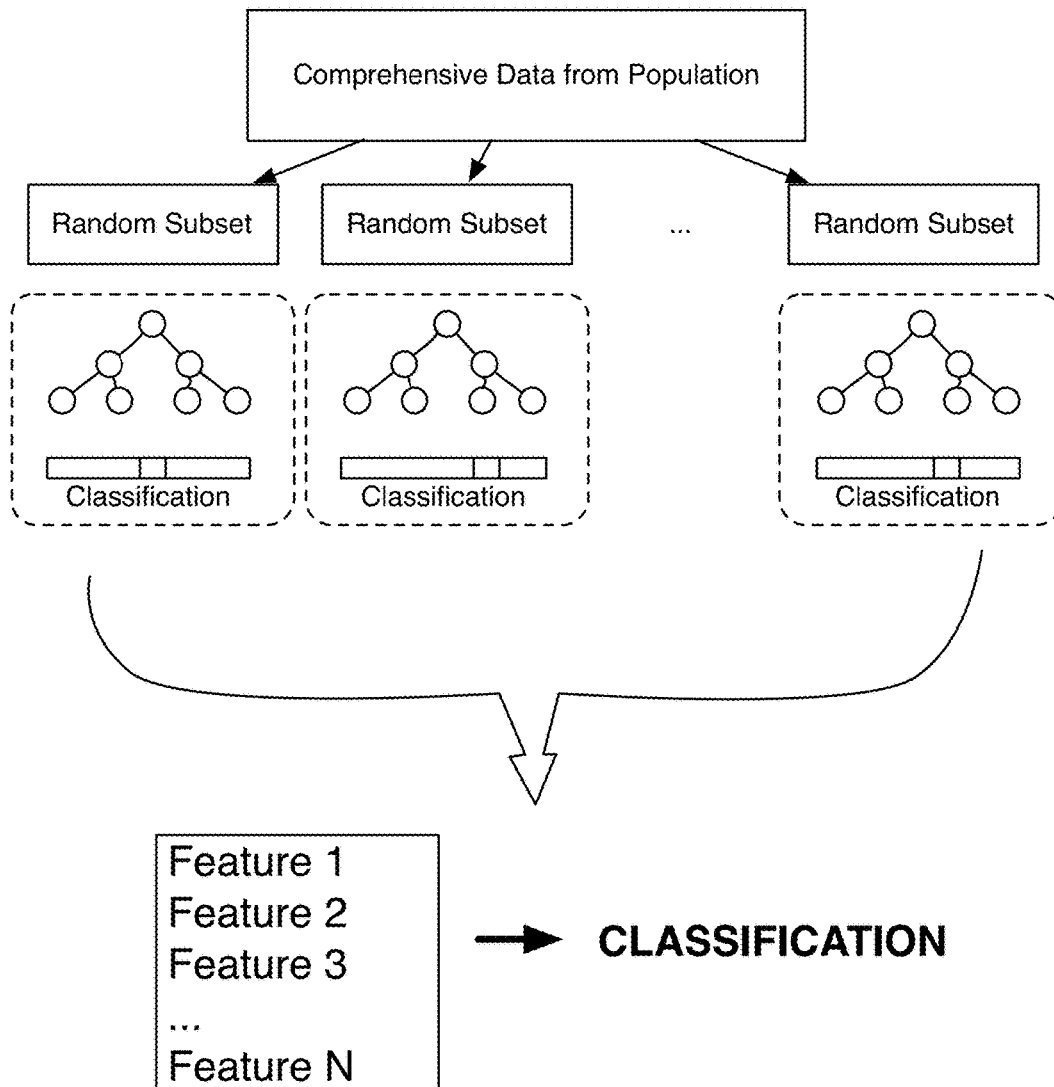 Comprehensive Data from Population
Random Subset
Random Subset
...
Random Subset
Classification
Classification
Classification
Feature 1
Feature 2
Feature 3
...
Feature N
CLASSIFICATION